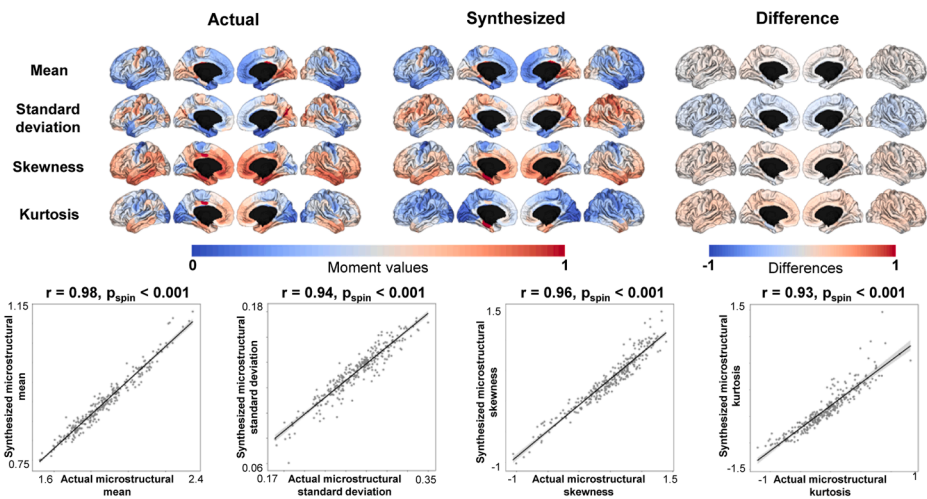 Actual Synthesized Difference
Mean
Standard
deviation
Skewness
Kurtosis
0 Moment values 1
-1 Differences 1
r = 0.98, pspin < 0.001
1.15
Synthesized microstructural
mean
0.75
1.6 Actual microstructural 2.4
mean
r = 0.94, pspin < 0.001
0.18
Synthesized microstructural
standard deviation
0.06
0.17 Actual microstructural 0.35
standard deviation
r = 0.96, pspin < 0.001
1.5
Synthesized microstructural
skewness
-1
-1 Actual microstructural 1.5
skewness
r = 0.93, pspin < 0.001
1.5
Synthesized microstructural
kurtosis
-1.5
-1 Actual microstructural 1
kurtosis